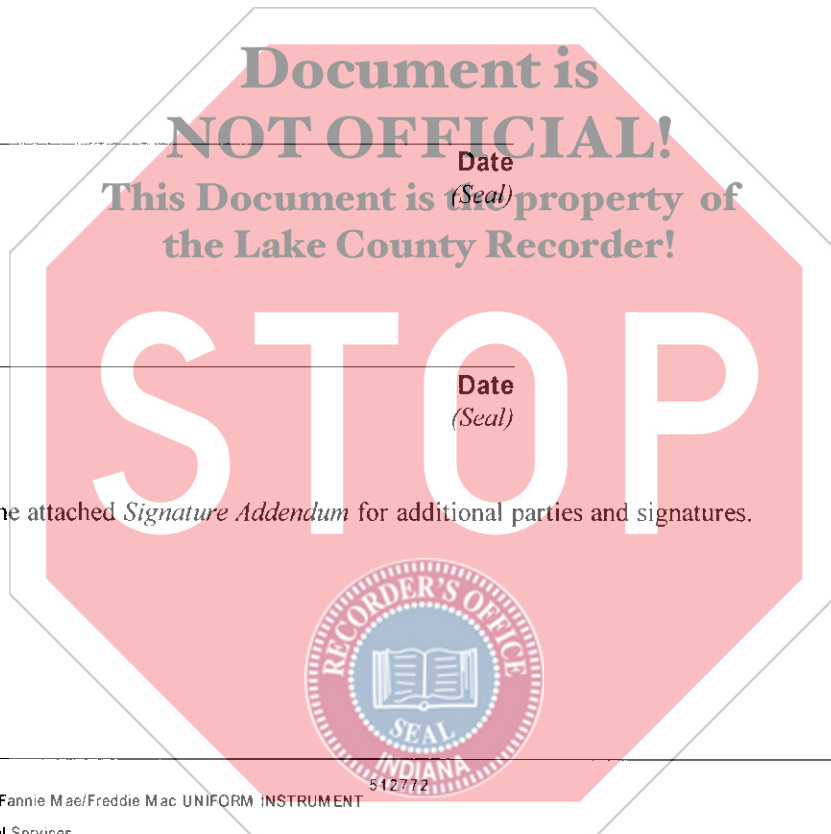 Document is
NOT OFFICIAL!
Date
This Document is the property of
(Seal)
the Lake County Recorder!
STOP
Date
(Seal)
attached Signature Addendum for additional parties and signatures.
RECORDER'S OFFICE
SEAL
INDIANA
512772
Fannie Mae/Freddie Mac UNIFORM INSTRUMENT
Services